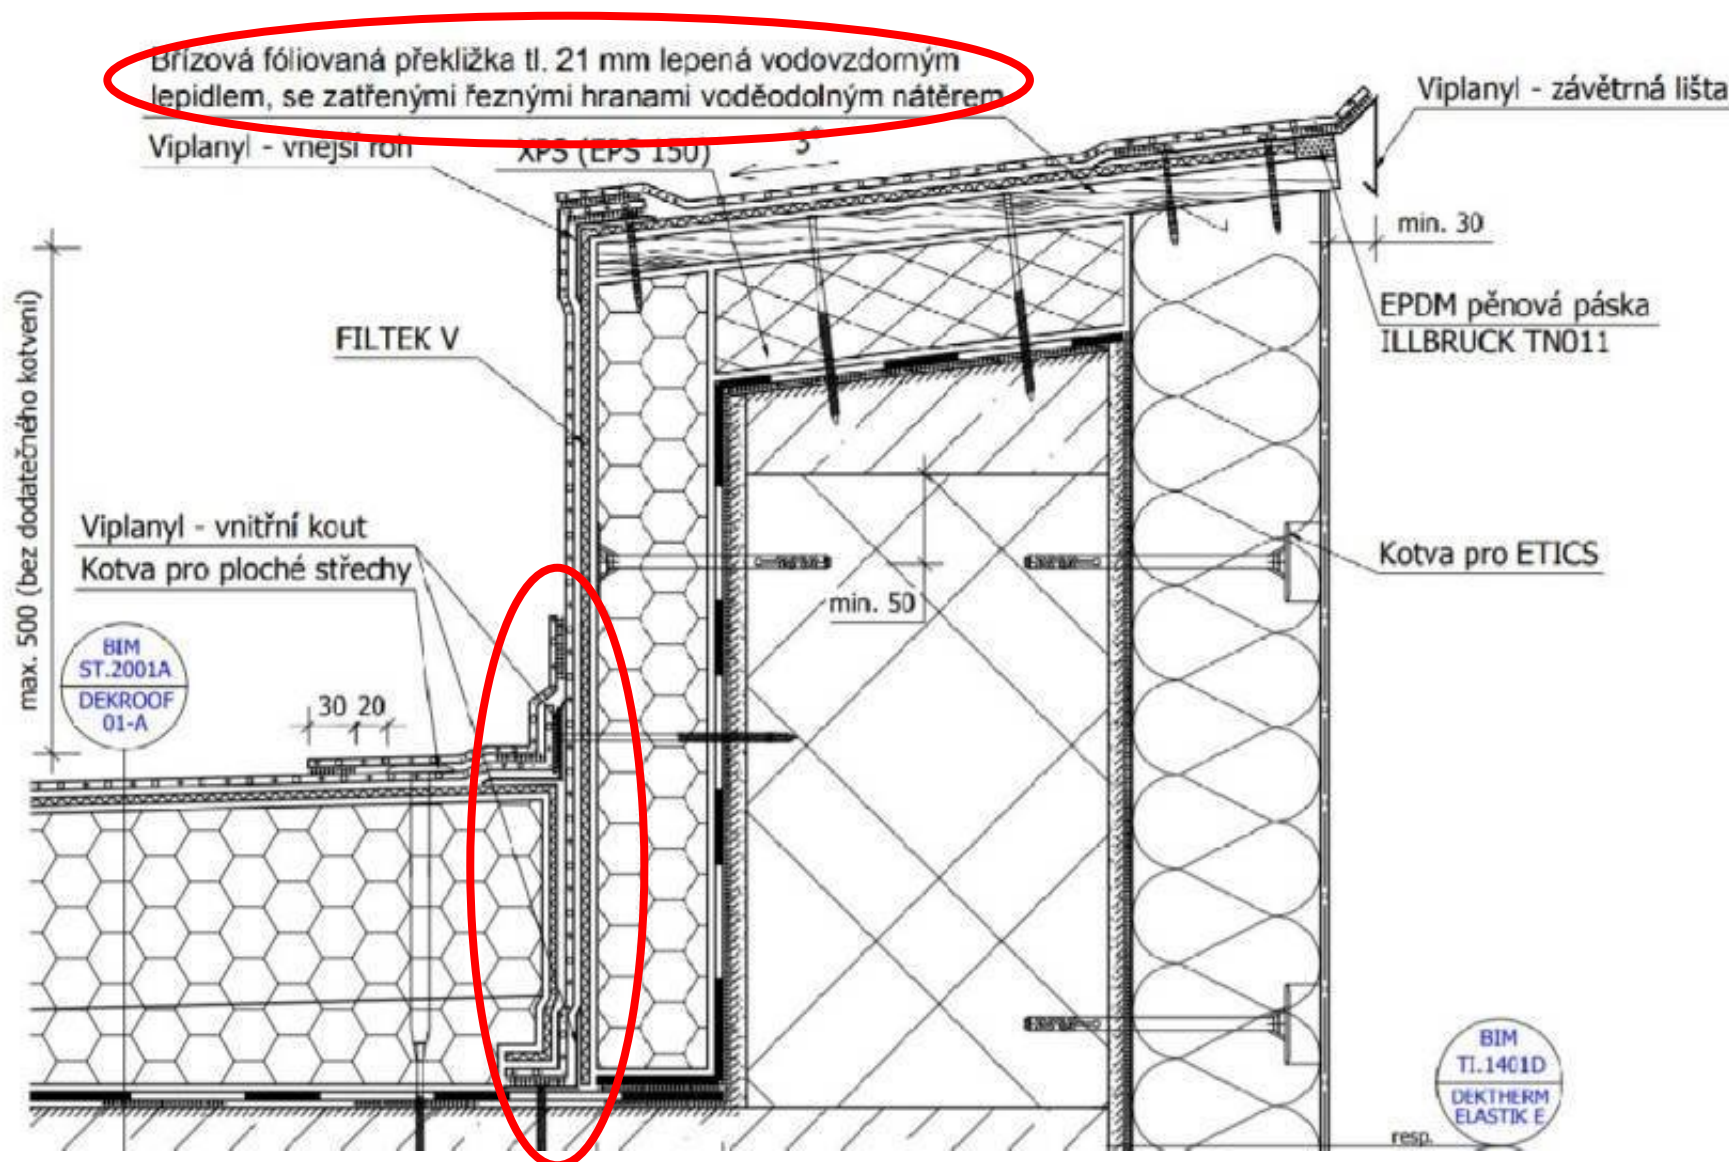 Břízová fóliovaná překližka tl. 21 mm lepená vodovzdorným
lepidlem, se zatřenými řeznými hranami voděodolným nátěrem
Viplanyl - vnejší roh
XPS (EPS 150)
3°
Viplanyl - závětrná lišta
min. 30
EPDM pěnová páska
ILLBRUCK TN011
FILTEK V
max. 500 (bez dodatečného kotvení)
Viplanyl - vnitřní kout
Kotva pro ploché střechy
Kotva pro ETICS
min. 50
BIM
ST.2001A
DEKROOF
01-A
30 20
BIM
TI.1401D
DEKTHERM
ELASTIK E
resp.